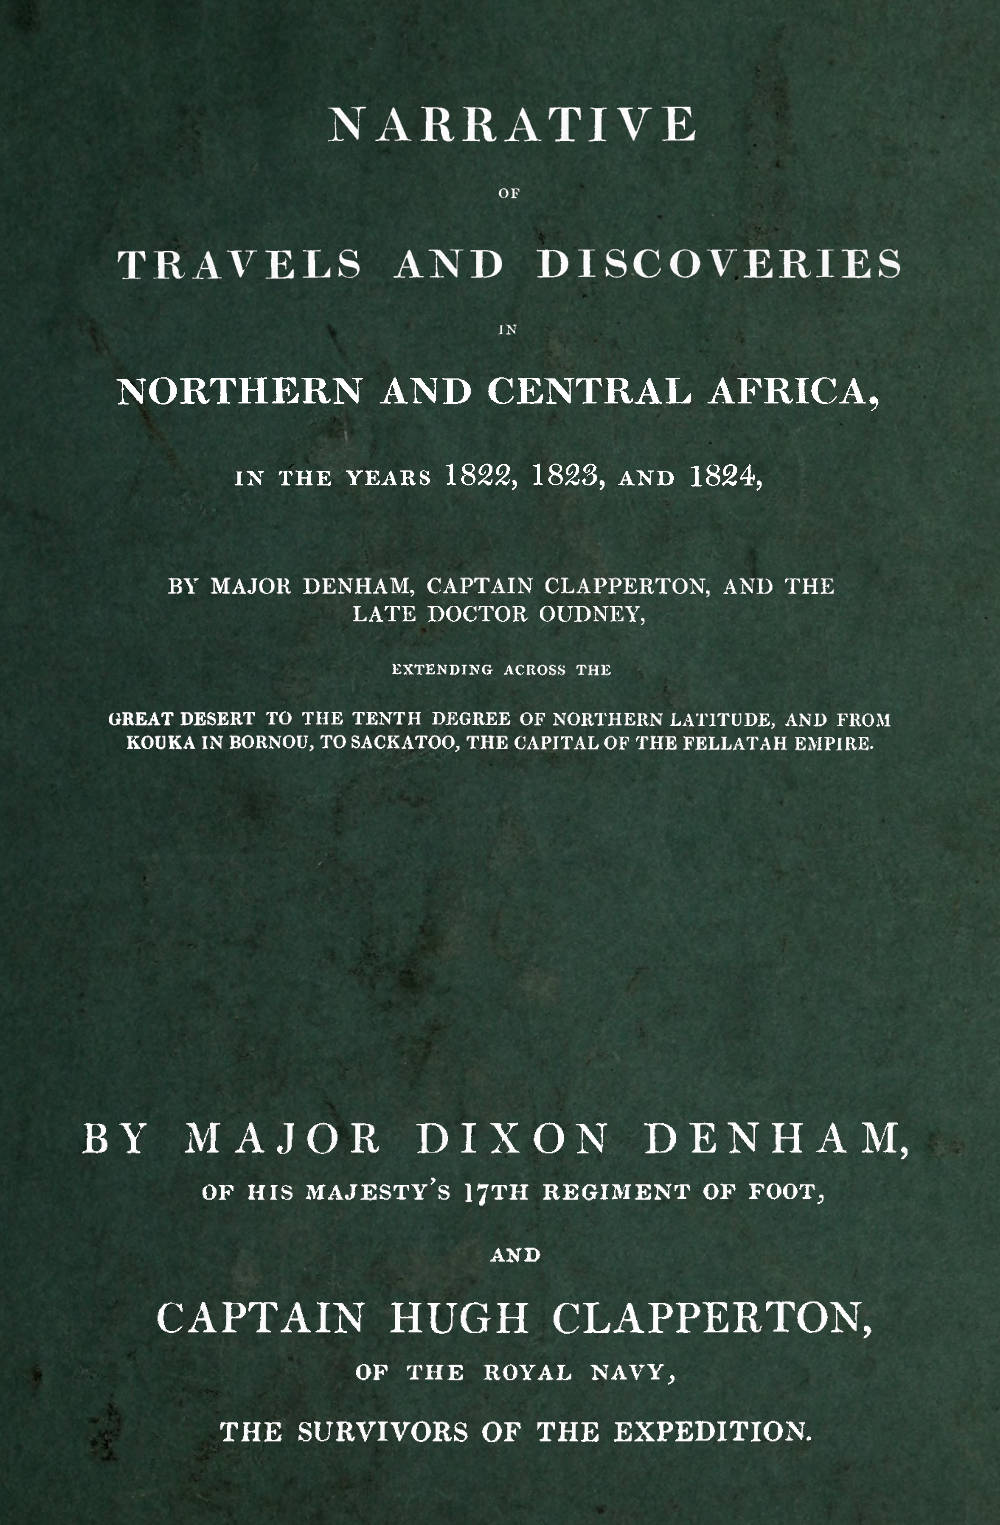 NARRATIVE
OF
TRAVELS AND DISCOVERIES
IN
NORTHERN AND CENTRAL AFRICA,
IN THE YEARS 1822, 1823, AND 1824,
BY MAJOR DENHAM, CAPTAIN CLAPPERTON, AND THE
LATE DOCTOR OUDNEY,
EXTENDING ACROSS THE
GREAT DESERT TO THE TENTH DEGREE OF NORTHERN LATITUDE, AND FROM
KOUKA IN BORNOU, TO SACKATOO, THE CAPITAL OF THE FELLATAH EMPIRE.
BY MAJOR DIXON DENHAM,
OF HIS MAJESTY'S 17TH REGIMENT OF FOOT,
AND
CAPTAIN HUGH CLAPPERTON,
OF THE ROYAL NAVY,
THE SURVIVORS OF THE EXPEDITION.